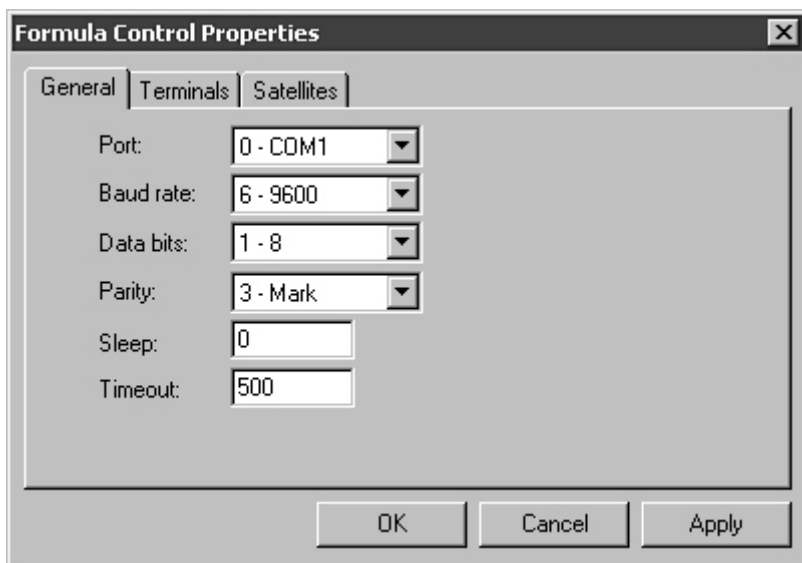 Formula Control Properties
General Terminals Satellites
Port: 0 - COM1
Baud rate: 6 - 9600
Data bits: 1 - 8
Parity: 3 - Mark
Sleep: 0
Timeout: 500
OK Cancel Apply